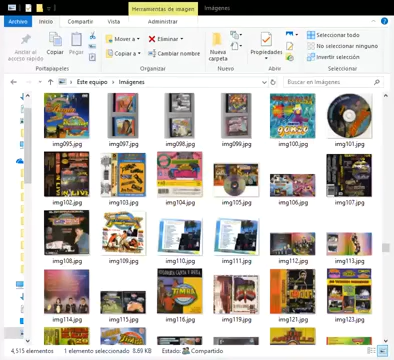 Herramientas de imagen
Imágenes
Archivo
Inicio
Compartir
Vista
Administrar
Anclar al
acceso rápido
Copiar
Pegar
Mover a
Copiar a
Eliminar
Cambiar nombre
Nueva
carpeta
Propiedades
Seleccionar todo
No seleccionar ninguno
Invertir selección
Portapapeles
Organizar
Nuevo
Abrir
Seleccionar
Este equipo > Imágenes
Buscar en Imágenes
img095.jpg
img097.jpg
img098.jpg
img099.jpg
img100.jpg
img101.jpg
img102.jpg
img103.jpg
img104.jpg
img105.jpg
img106.jpg
img107.jpg
img108.jpg
img109.jpg
img110.jpg
img111.jpg
img112.jpg
img113.jpg
TIMBA
img114.jpg
img115.jpg
img116.jpg
img119.jpg
img121.jpg
img123.jpg
4,515 elementos
1 elemento seleccionado
6.69 KB
Estado:
Compartido